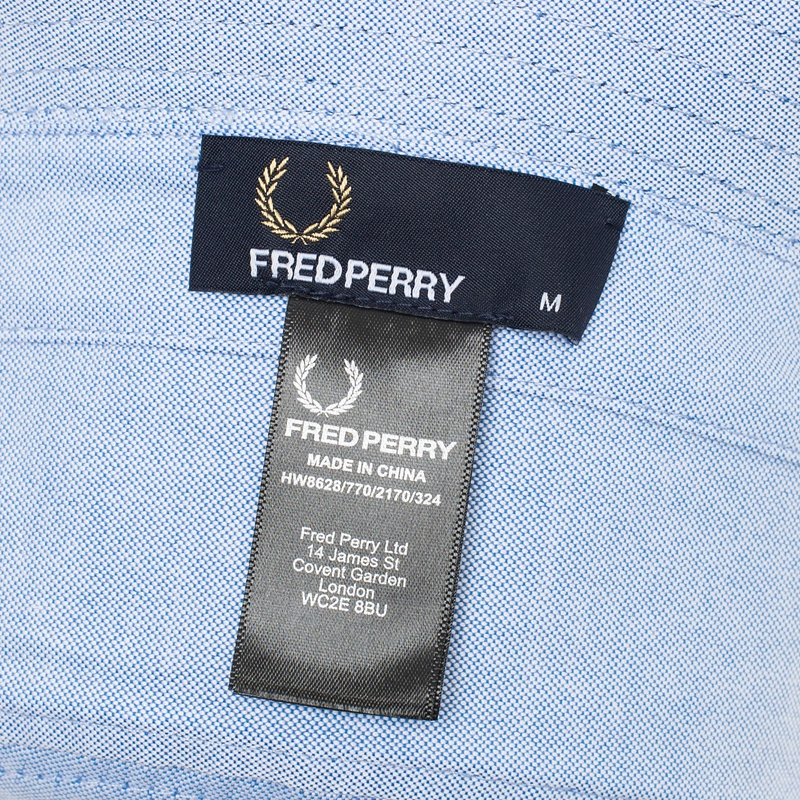 FRED PERRY
M
FRED PERRY
MADE IN CHINA
HW8628/770/2170/324
Fred Perry Ltd
14 James St
Covent Garden
London
WC2E 8BU